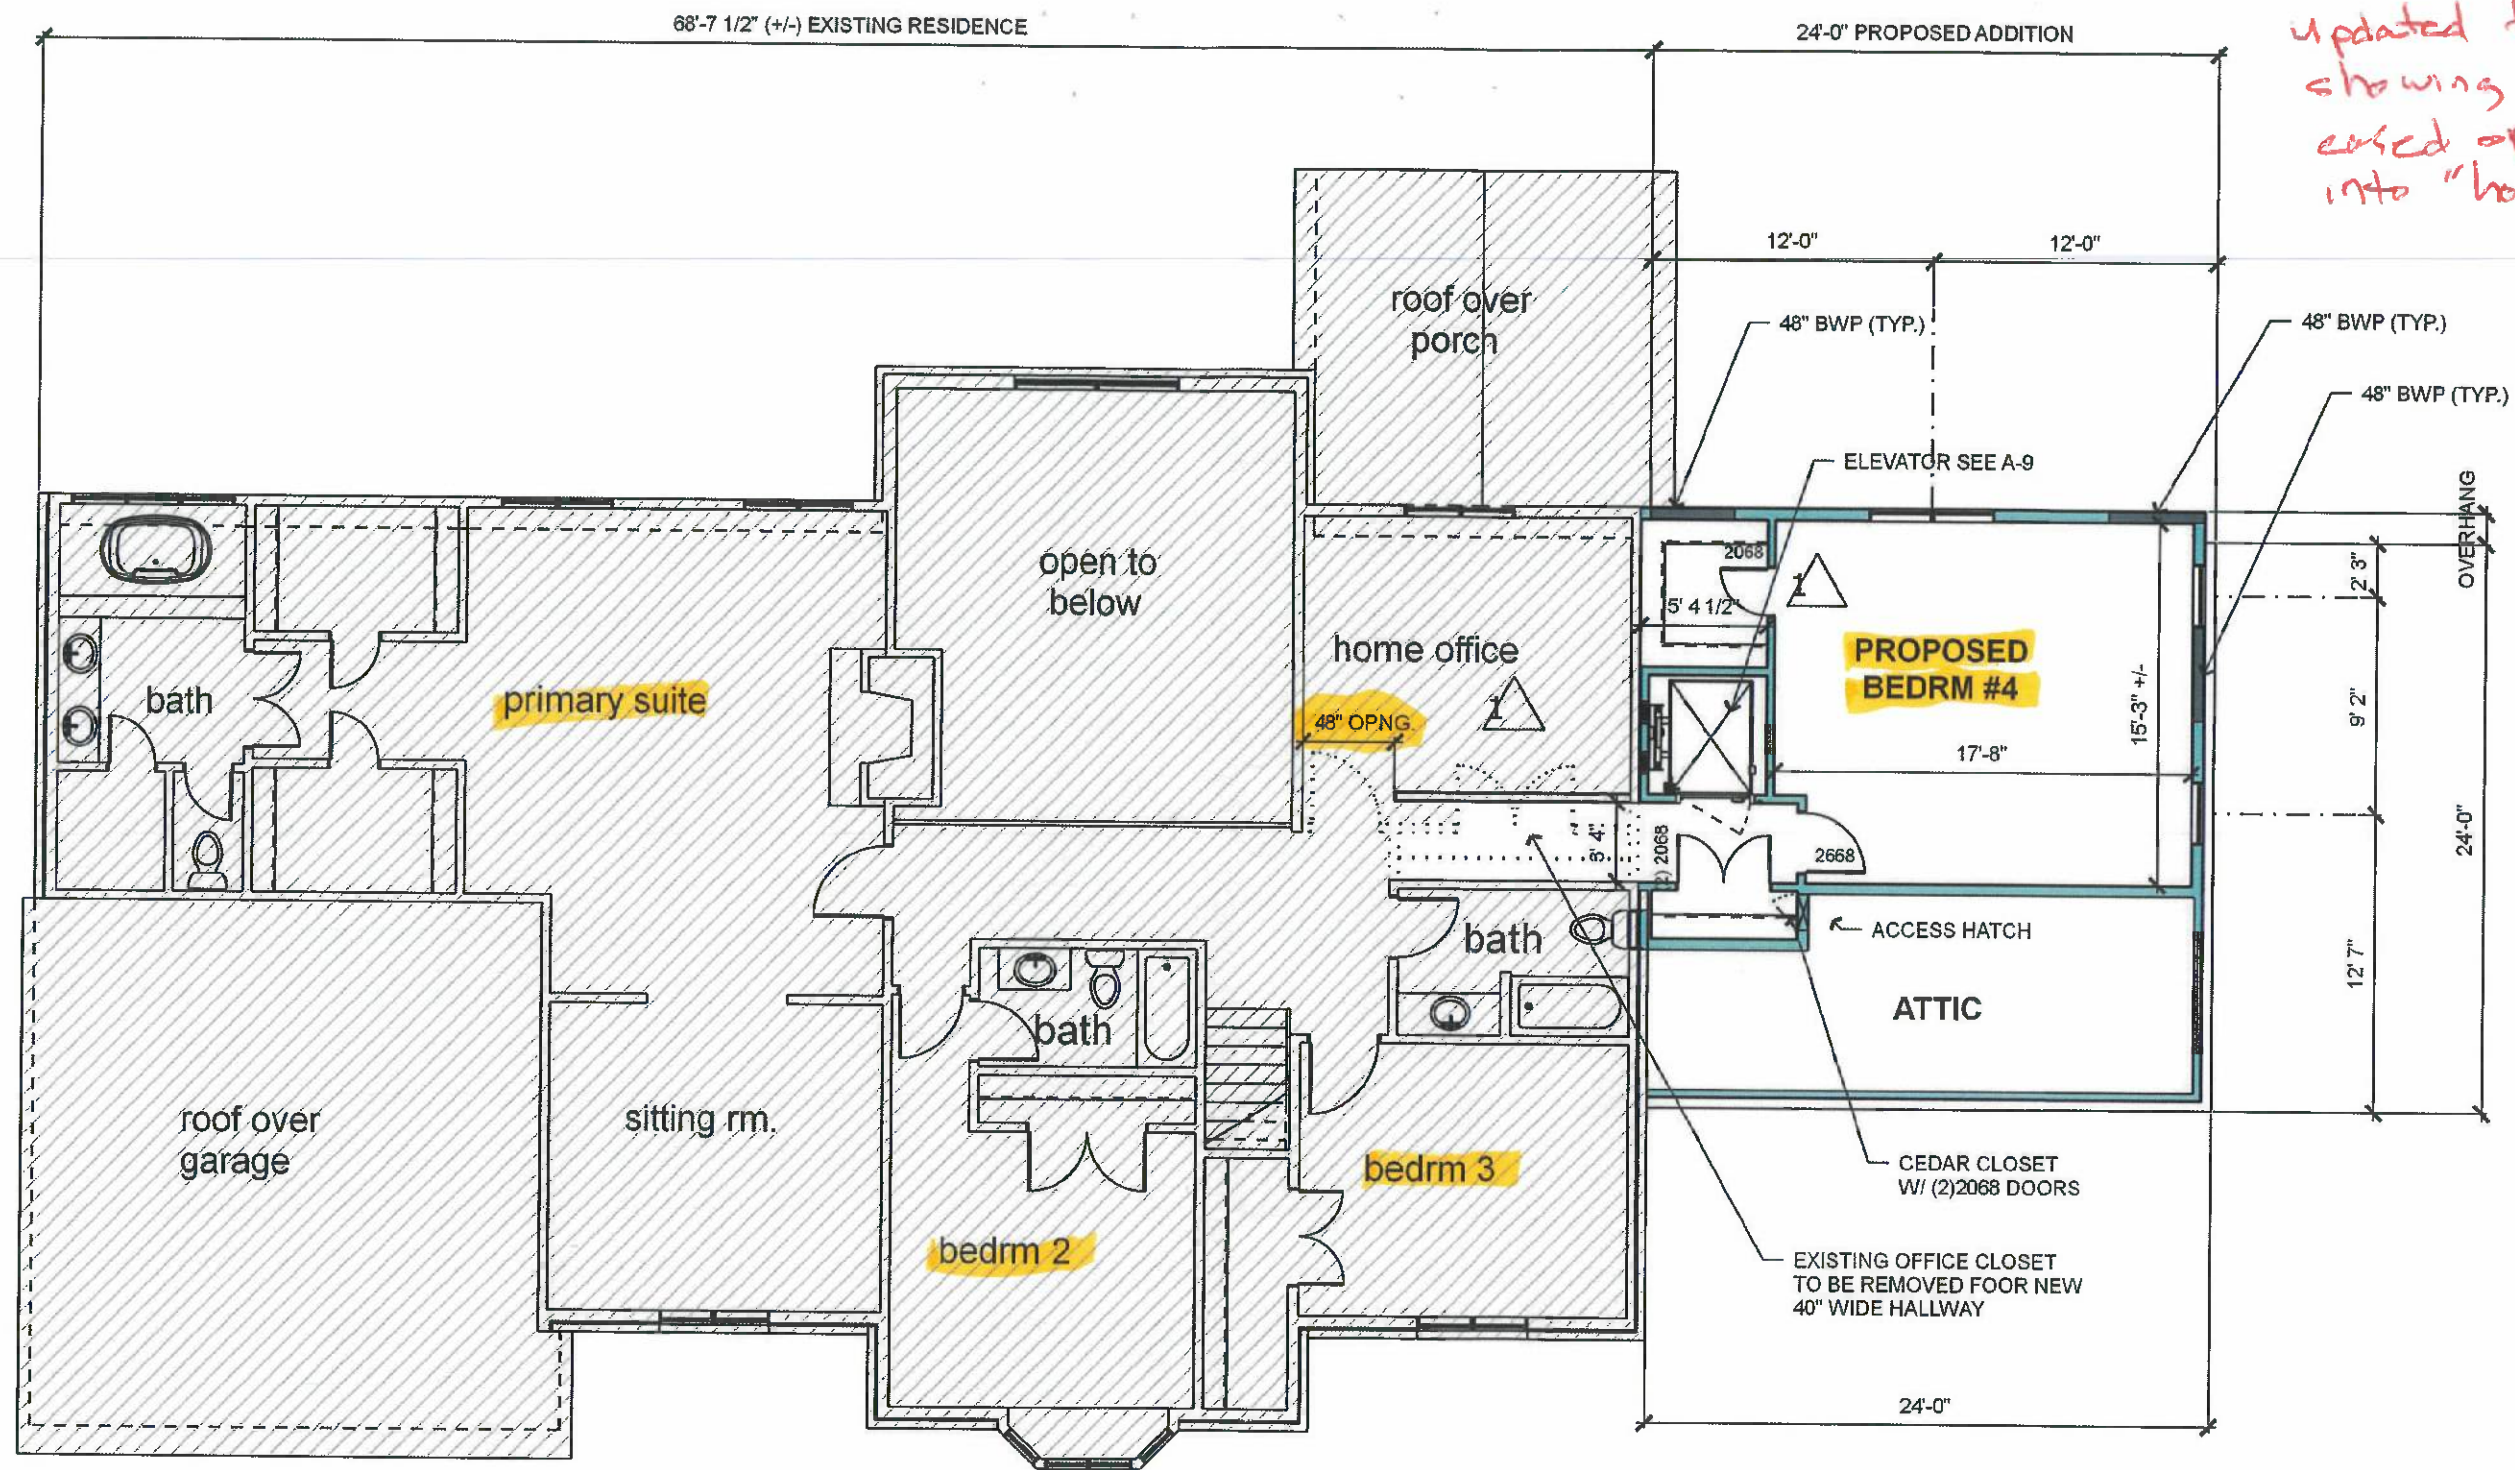 68'-7 1/2" (+/-) EXISTING RESIDENCE
24'-0" PROPOSED ADDITION
updated
showing
cased
into "ho
12'-0"
12'-0"
roof over
porch
48" BWP (TYP.)
48" BWP (TYP.)
48" BWP (TYP.)
ELEVATOR SEE A-9
OVERHANG
open to
below
2068
1
2' 3"
5' 4 1/2"
home office
PROPOSED
BEDRM #4
bath
primary suite
48" OPNG.
1
15'-3" +/-
9' 2"
17'-8"
24'-0"
3' 4"
(2) 2068
2668
bath
ACCESS HATCH
12' 7"
ATTIC
bath
roof over
garage
sitting rm.
bedrm 3
CEDAR CLOSET
W/ (2)2068 DOORS
bedrm 2
EXISTING OFFICE CLOSET
TO BE REMOVED FOOR NEW
40" WIDE HALLWAY
24'-0"